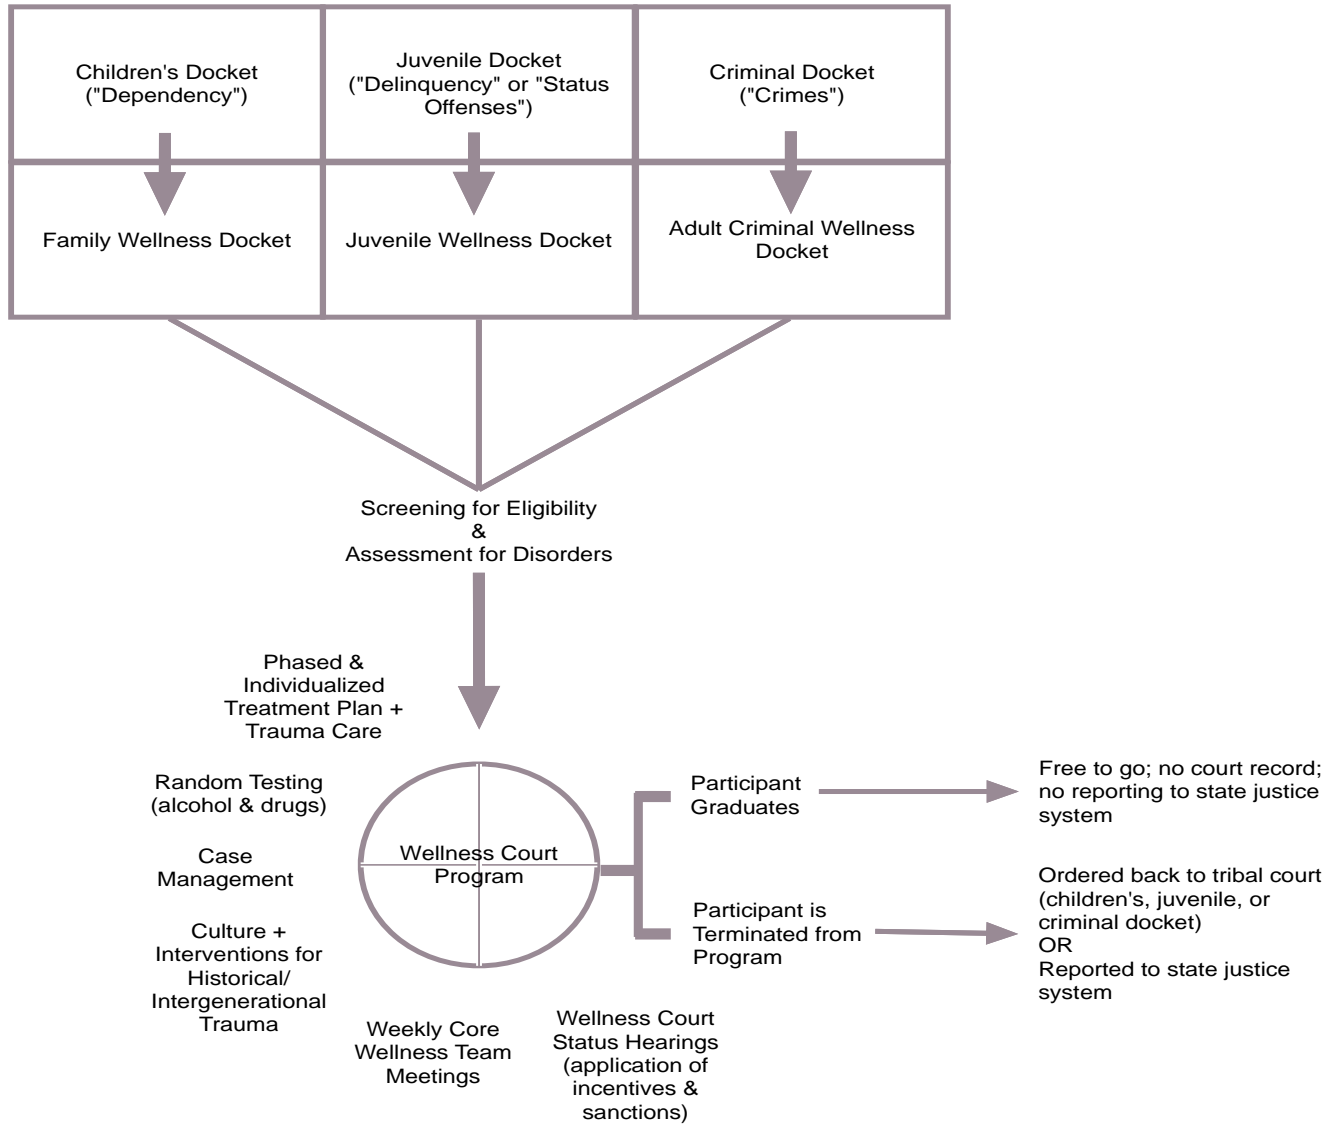 Children's Docket
("Dependency")
Juvenile Docket
("Delinquency" or "Status
Offenses")
Criminal Docket
("Crimes")
Family Wellness Docket
Juvenile Wellness Docket
Adult Criminal Wellness
Docket
Screening for Eligibility
&
Assessment for Disorders
Phased &
Individualized
Treatment Plan +
Trauma Care
Random Testing
(alcohol & drugs)
Case
Management
Culture +
Interventions for
Historical/
Intergenerational
Trauma
Weekly Core
Wellness Team
Meetings
Wellness Court
Status Hearings
(application of
incentives &
sanctions)
Wellness Court
Program
Participant
Graduates
Free to go; no court record;
no reporting to state justice
system
Participant is
Terminated from
Program
Ordered back to tribal court
(children's, juvenile, or
criminal docket)
OR
Reported to state justice
system